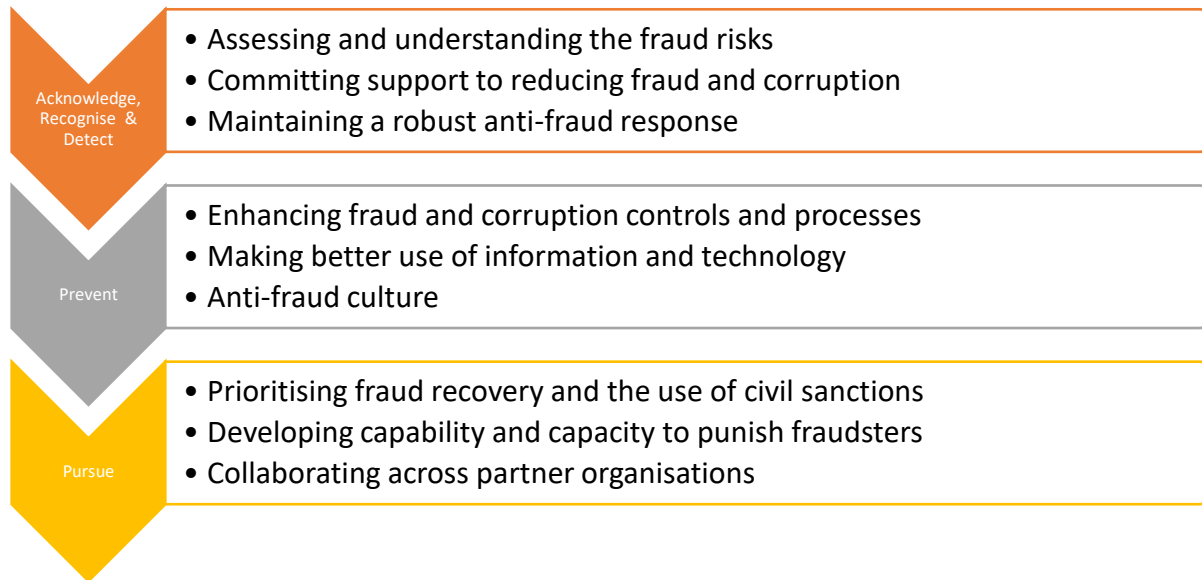 Acknowledge,
Recognise &
Detect
• Assessing and understanding the fraud risks
• Committing support to reducing fraud and corruption
• Maintaining a robust anti-fraud response
Prevent
• Enhancing fraud and corruption controls and processes
• Making better use of information and technology
• Anti-fraud culture
Pursue
• Prioritising fraud recovery and the use of civil sanctions
• Developing capability and capacity to punish fraudsters
• Collaborating across partner organisations